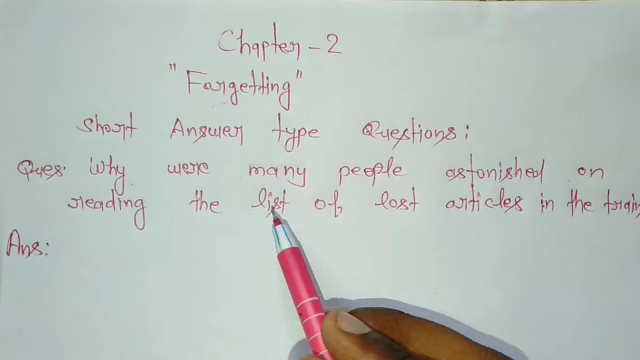 Chapter - 2
"Fargetting"
Short Answer type Questions:
Ques. Why were many people astonished on
reading the list of lost articles in the train
Ans: